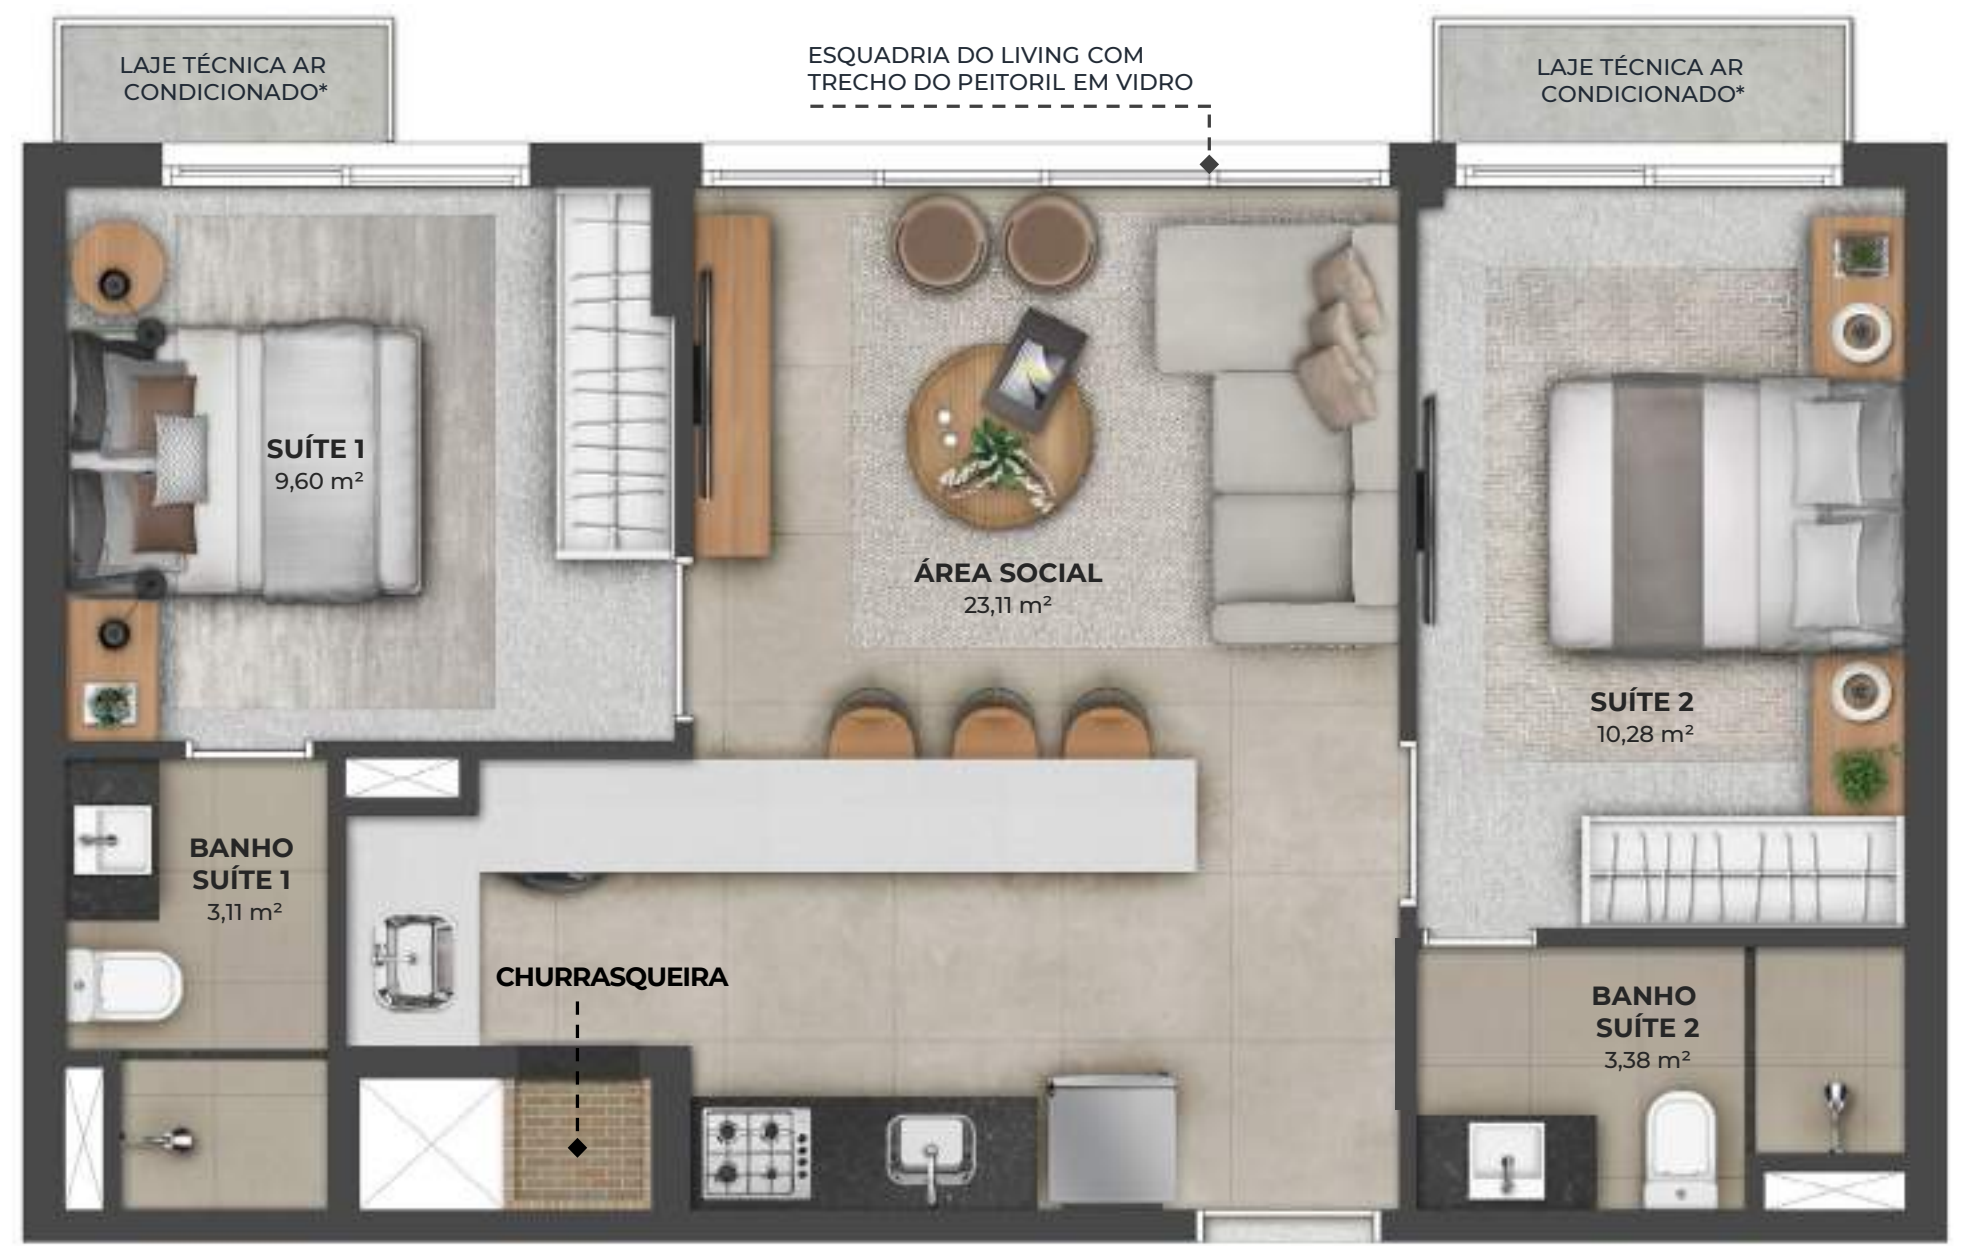 LAJE TÉCNICA AR
CONDICIONADO*
ESQUADRIA DO LIVING COM
TRECHO DO PEITORIL EM VIDRO
LAJE TÉCNICA AR
CONDICIONADO*
SUÍTE 1
9,60 m²
ÁREA SOCIAL
23,11 m²
SUÍTE 2
10,28 m²
BANHO
SUÍTE 1
3,11 m²
CHURRASQUEIRA
BANHO
SUÍTE 2
3,38 m²